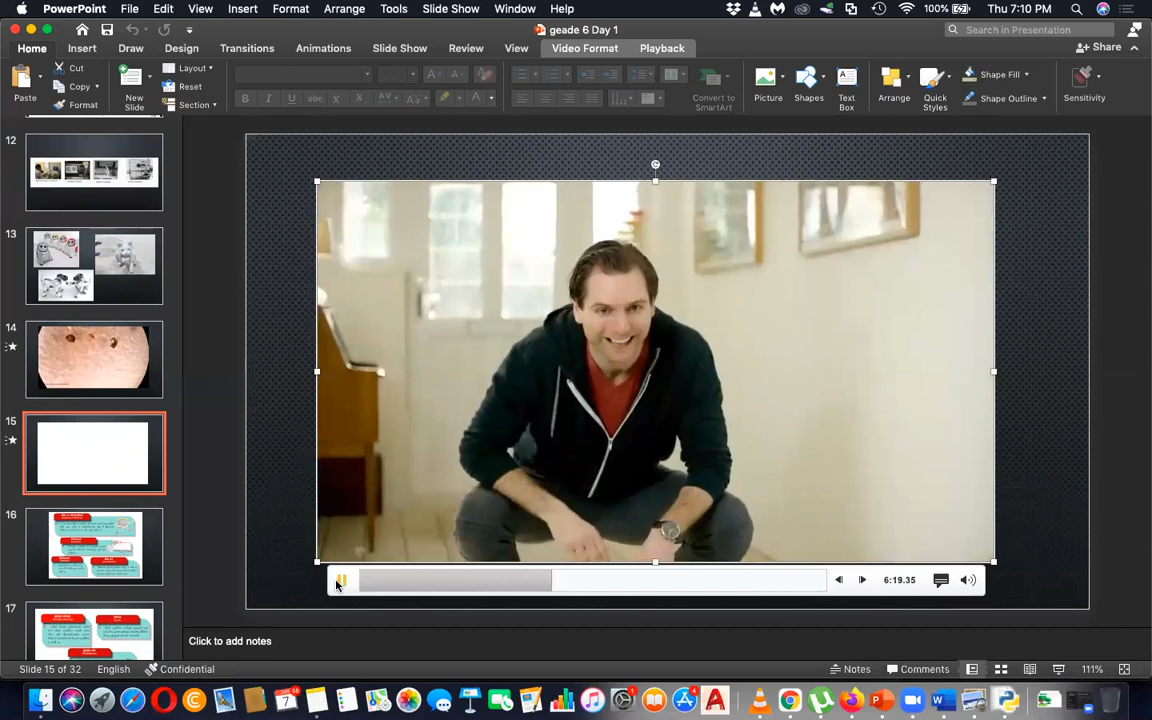 PowerPoint File Edit View Insert Format Arrange Tools Slide Show Window Help 100% Thu 7:10 PM
geade 6 Day 1
Search in Presentation
Home Insert Draw Design Transitions Animations Slide Show Review View Video Format Playback
Share
Paste
Cut
Copy
Format
New Slide
Layout
Reset
Section
Convert to SmartArt
Picture
Shapes
Text Box
Arrange
Quick Styles
Shape Fill
Shape Outline
Sensitivity
12
13
14
15
16
17
6:19.35
Click to add notes
Slide 15 of 32 English Confidential Notes Comments 111%